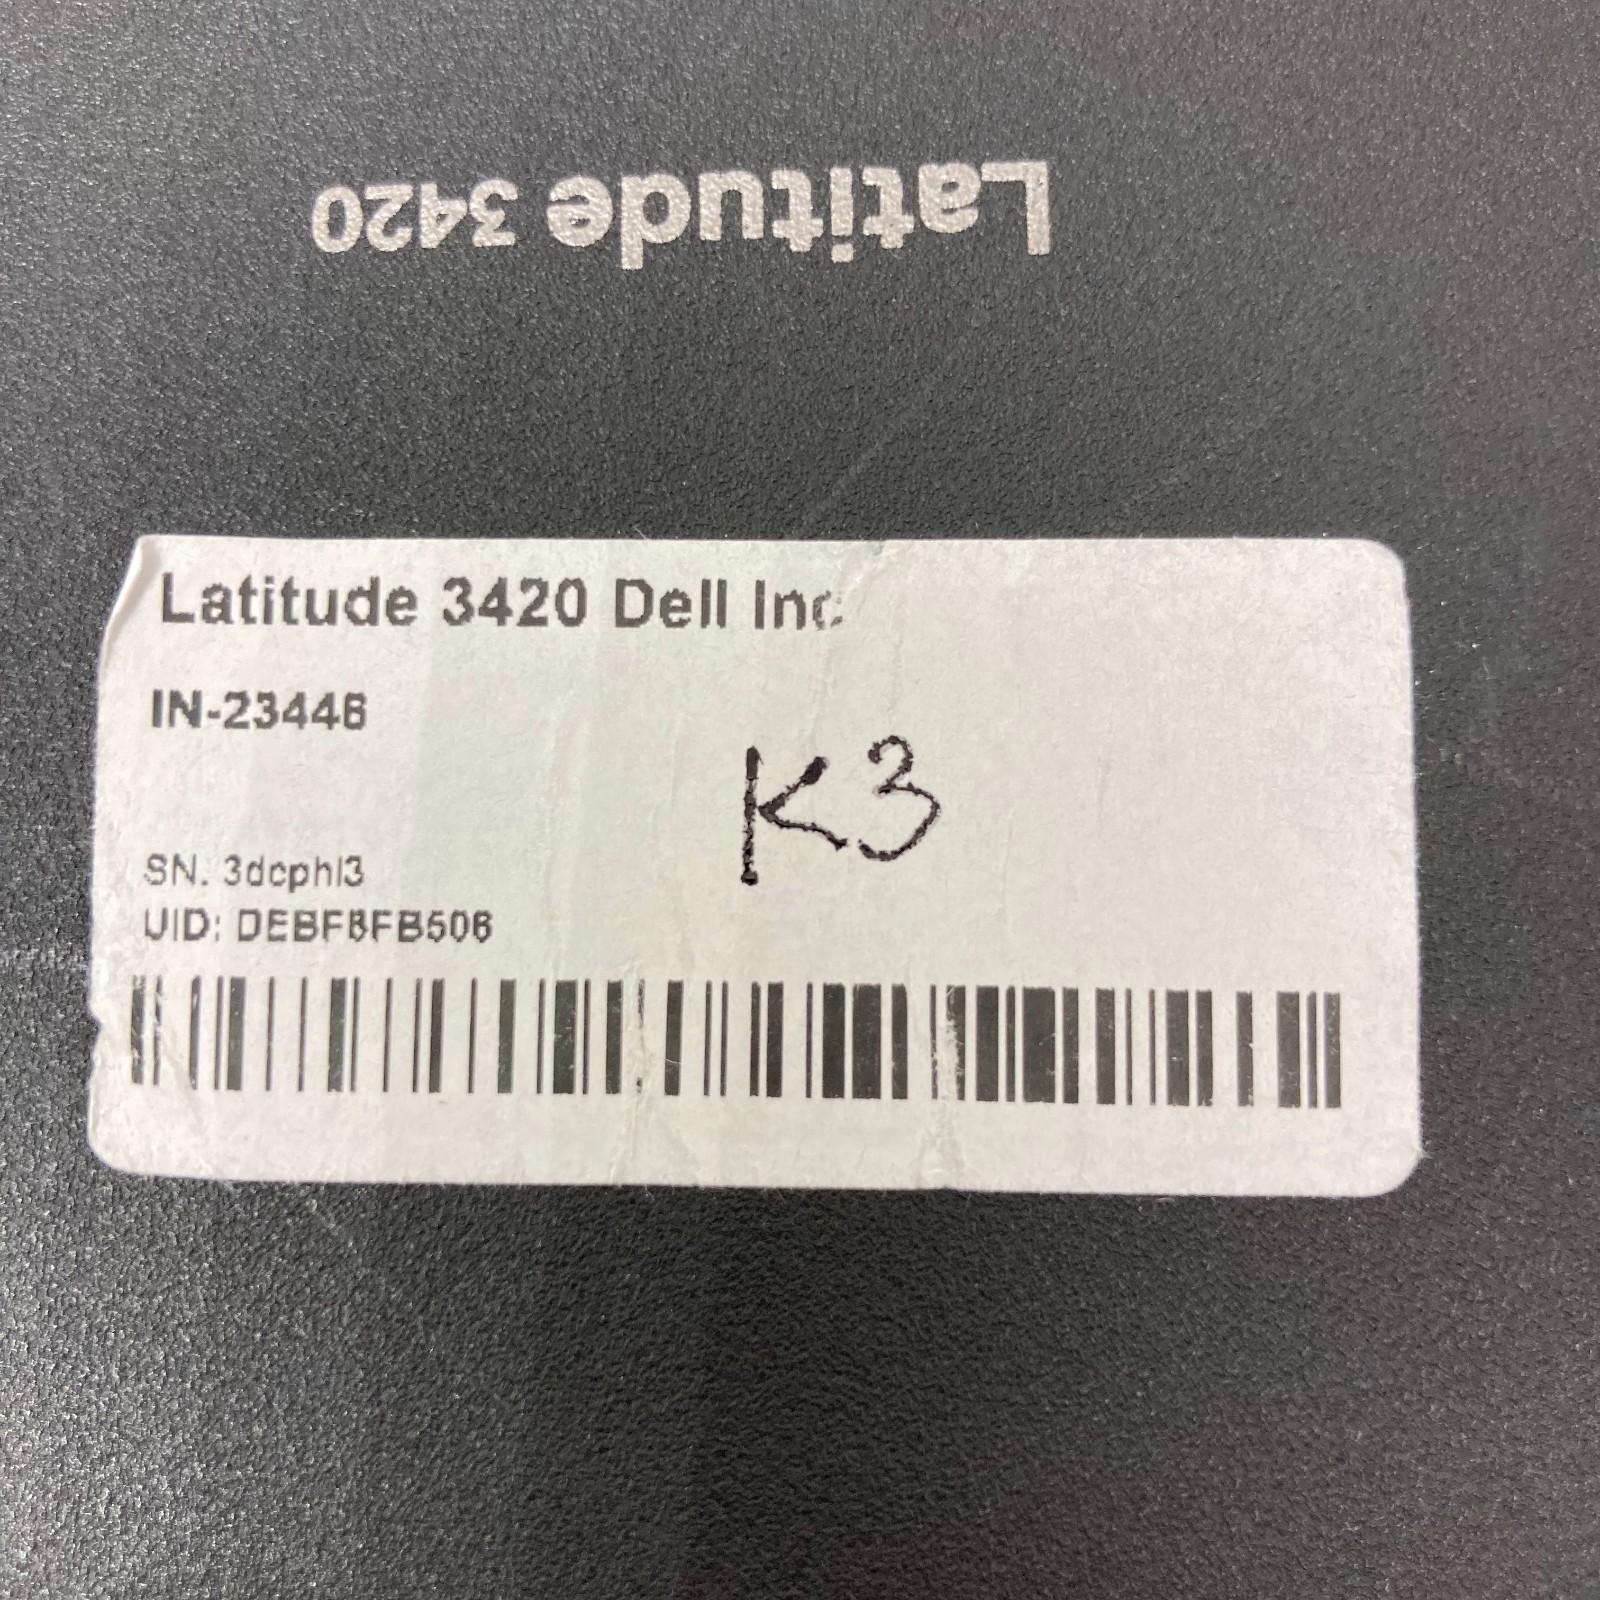 Latitude 3420
Latitude 3420 Dell Inc.
IN-23446
K3
SN. 3dcphl3
UID: DEBF8FB506